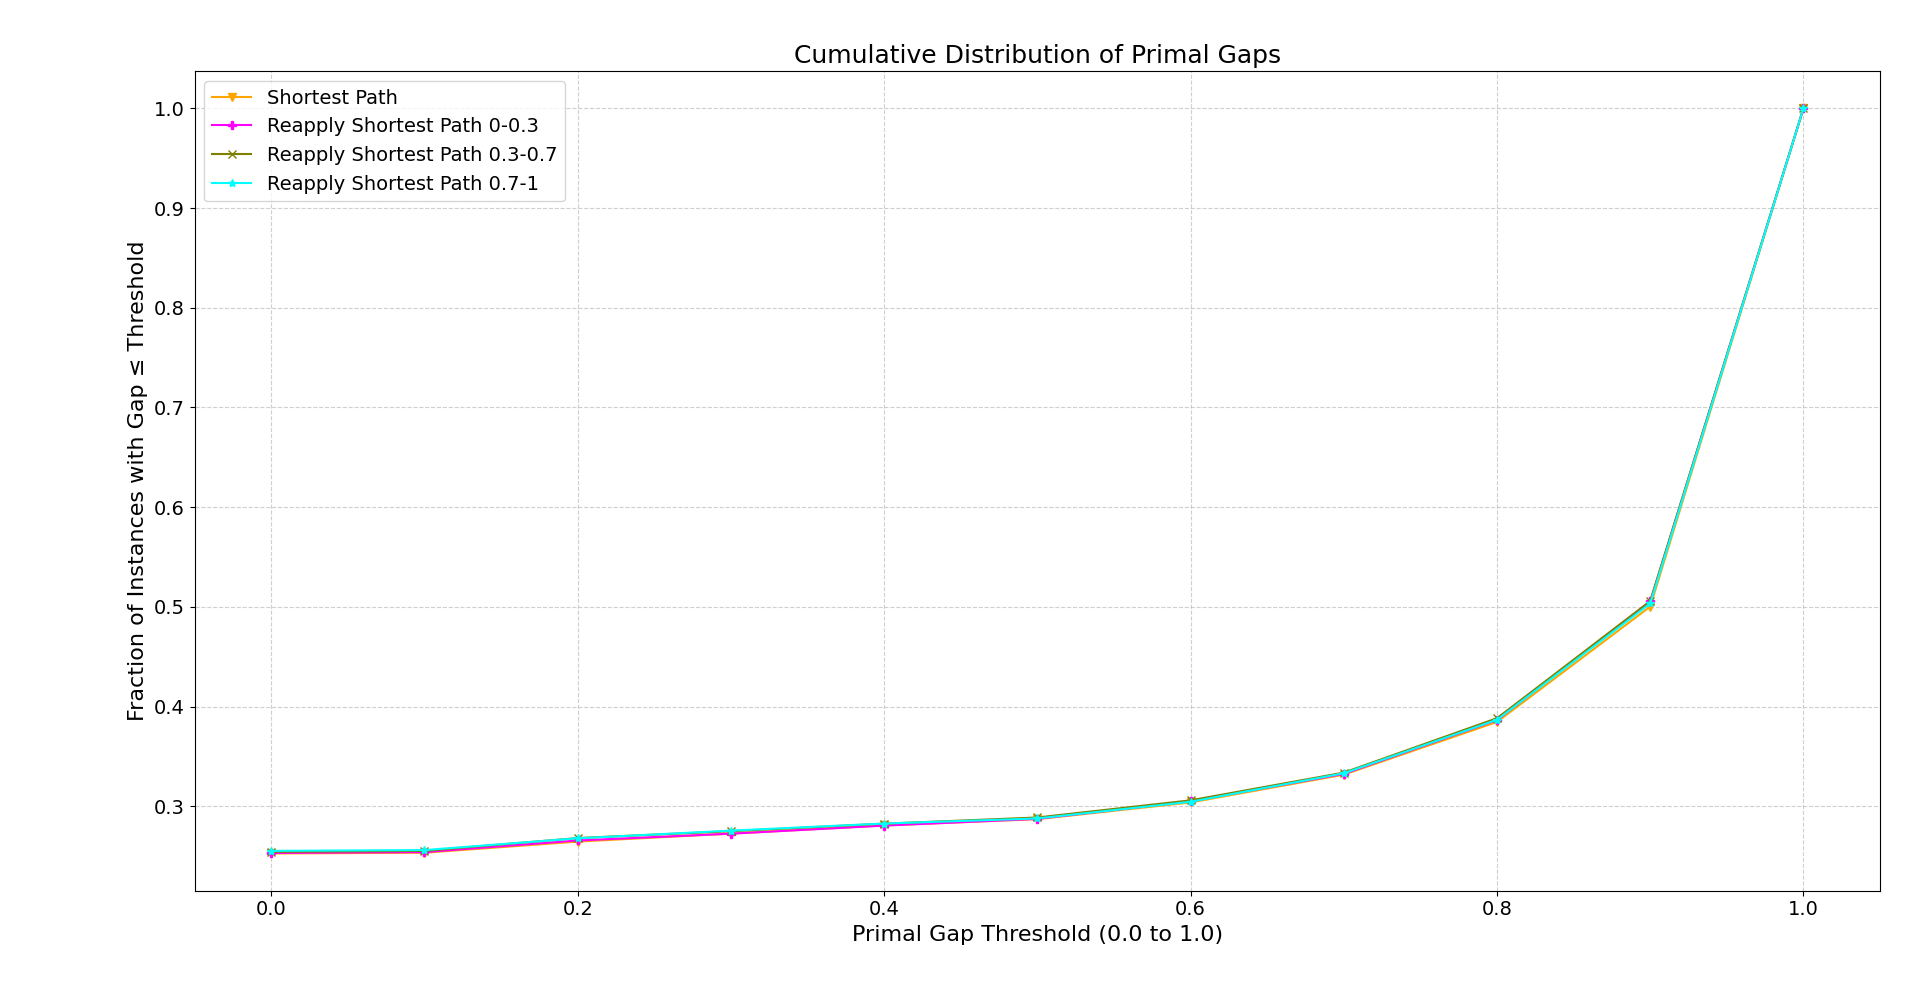 Cumulative Distribution of Primal Gaps
Shortest Path
Reapply Shortest Path 0-0.3
Reapply Shortest Path 0.3-0.7
Reapply Shortest Path 0.7-1
Fraction of Instances with Gap ≤ Threshold
1.0
0.9
0.8
0.7
0.6
0.5
0.4
0.3
0.0 0.2 0.4 0.6 0.8 1.0
Primal Gap Threshold (0.0 to 1.0)